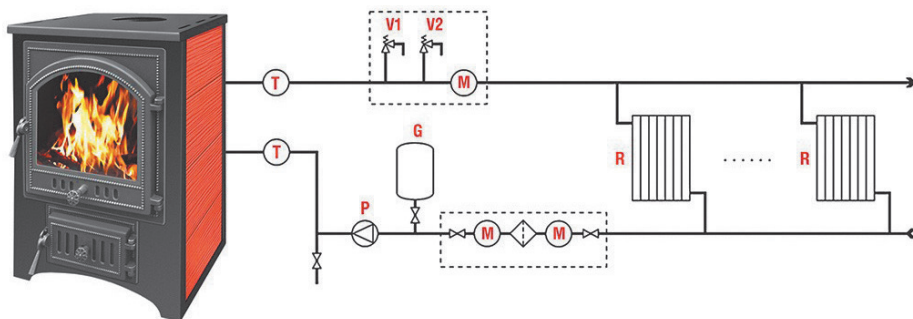 V1 V2
T M
G
R ...... R
T
P
M M